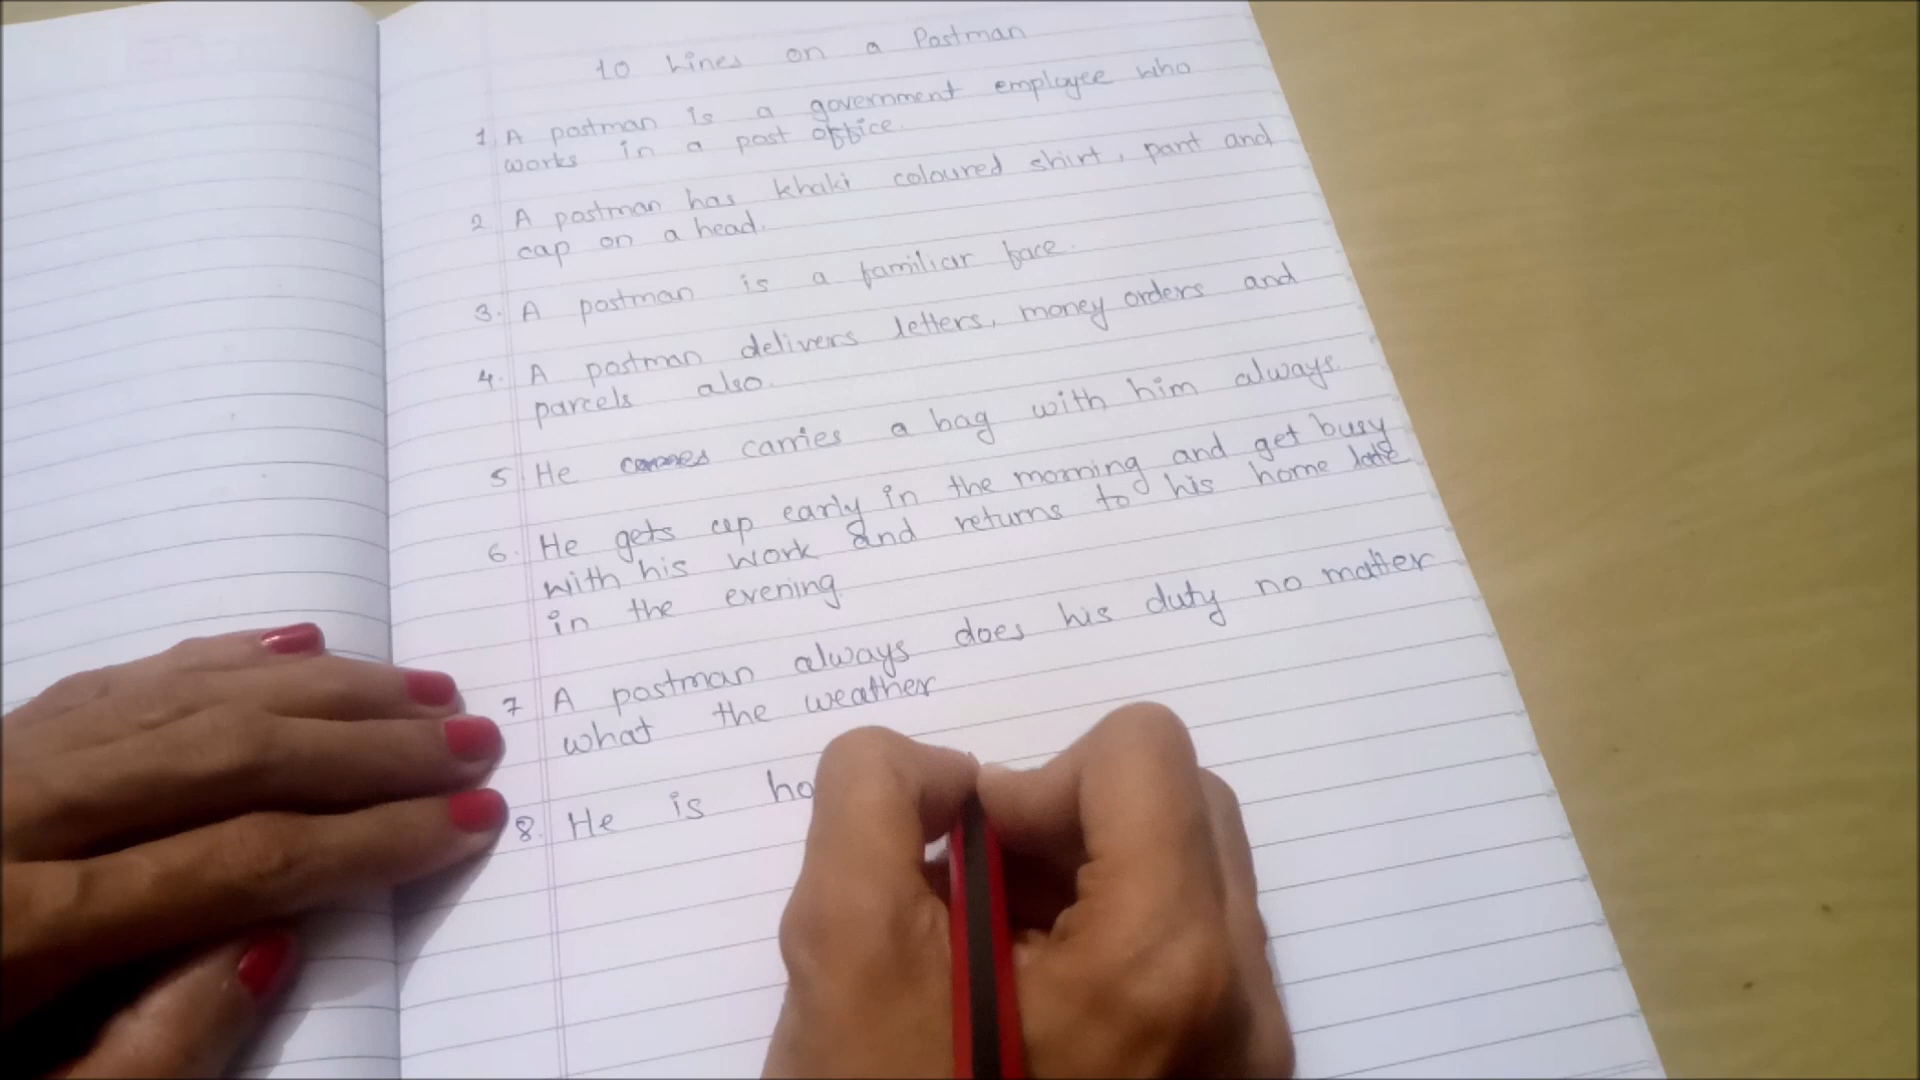 10 Lines on a Postman
1. A postman is a government employee who
works in a post office.
2 A postman has khaki coloured shirt, pant and
cap on a head.
3. A postman is a familiar face.
4. A postman delivers letters, money orders and
parcels also.
5 He carries a bag with him always.
6. He gets up early in the morning and get busy
with his work and returns to his home late
in the evening.
7 A postman always does his duty no matter
what the weather
8. He is ho